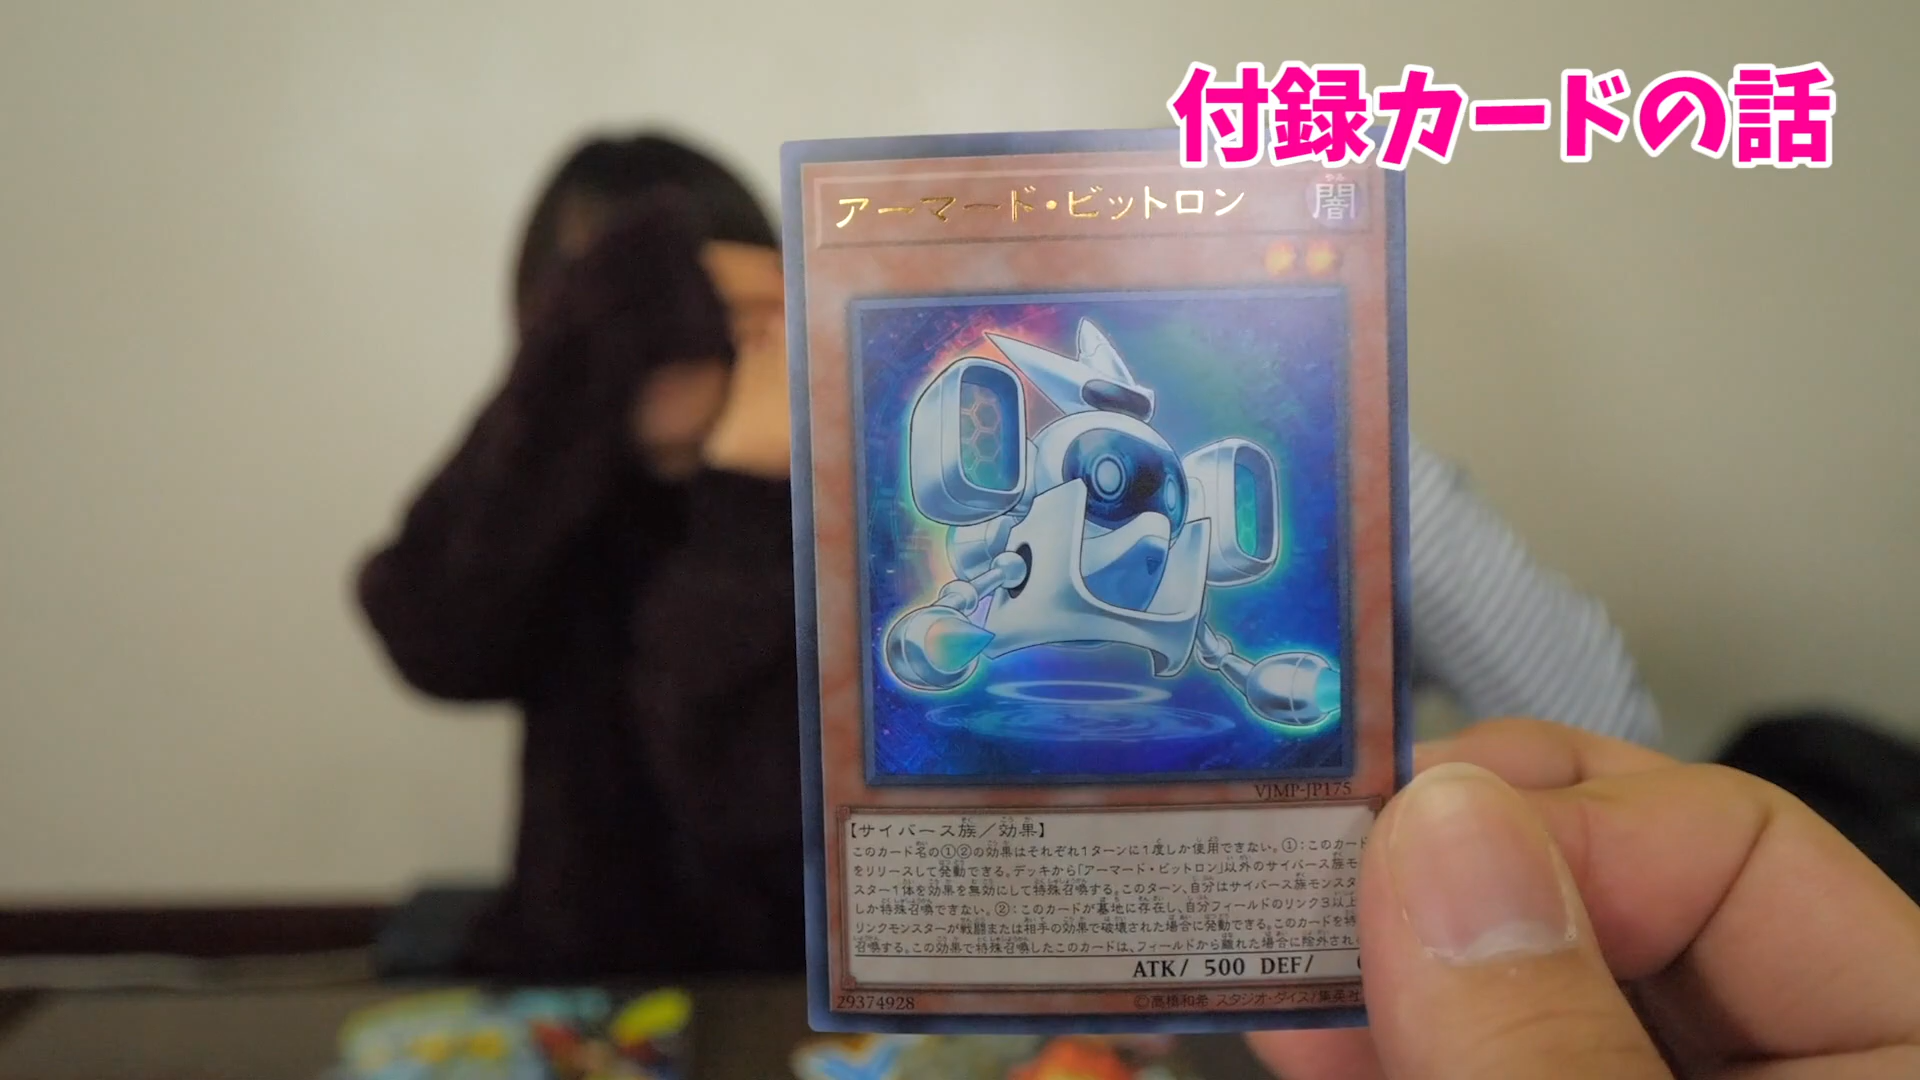 付録カードの話
アーマード・ビットロン
闇
VJMP-JP175
【サイバース族／効果】
このカード名の①②の効果はそれぞれ1ターンに1度しか使用できない。①：このカード
をリリースして発動できる。デッキから「アーマード・ビットロン」以外のサイバース族モ
スター1体を効果を無効にして特殊召喚する。このターン、自分はサイバース族モンスタ
しか特殊召喚できない。②：このカードが墓地に存在し、自分フィールドのリンク3以上
リンクモンスターが戦闘または相手の効果で破壊された場合に発動できる。このカードを特
召喚する。この効果で特殊召喚したこのカードは、フィールドから離れた場合に除外され
ATK/ 500 DEF/
29374928
©高橋和希 スタジオ・ダイス/集英社